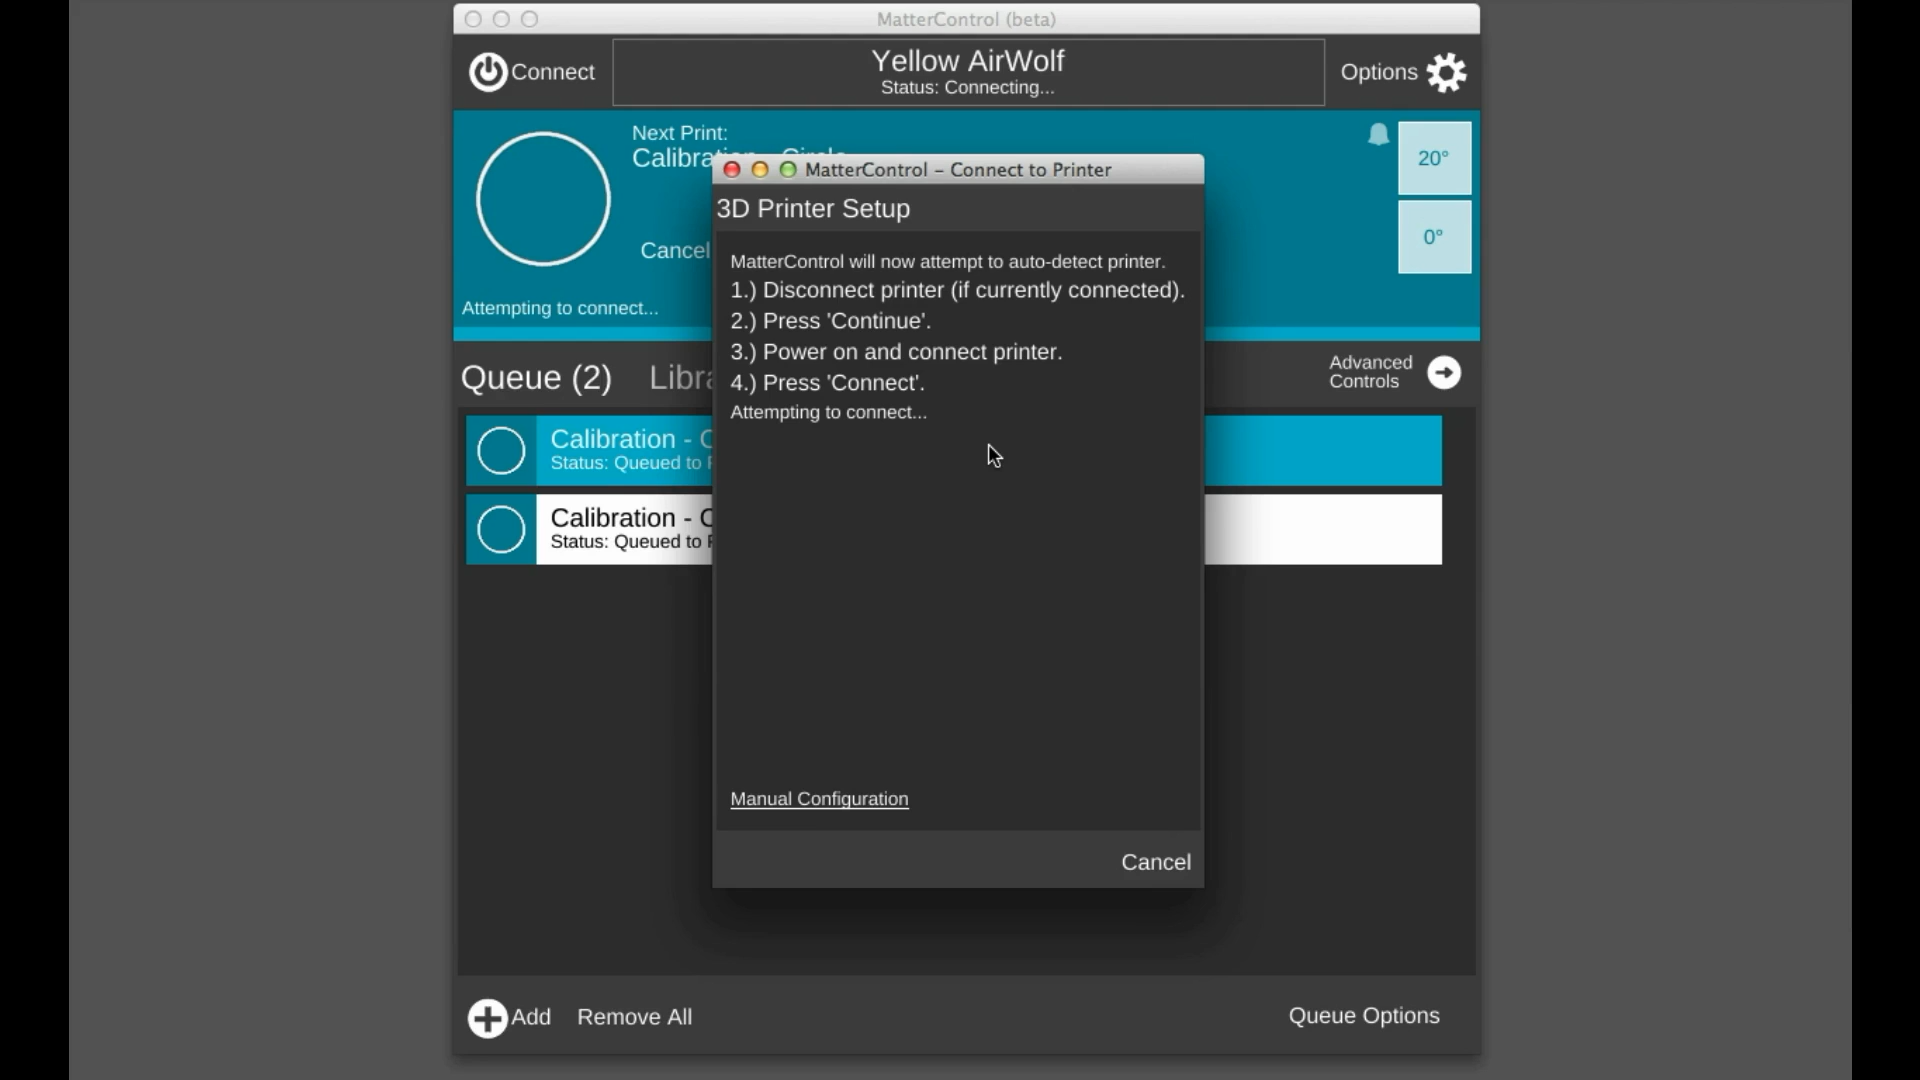 MatterControl (beta)
Connect
Yellow AirWolf
Status: Connecting...
Options
Next Print:
20°
0°
Cancel
Attempting to connect...
MatterControl – Connect to Printer
3D Printer Setup
MatterControl will now attempt to auto-detect printer.
1.) Disconnect printer (if currently connected).
2.) Press 'Continue'.
3.) Power on and connect printer.
4.) Press 'Connect'.
Attempting to connect...
Manual Configuration
Cancel
Queue (2)
Advanced
Controls
Calibration - C
Status: Queued to
Calibration - C
Status: Queued to
Add
Remove All
Queue Options